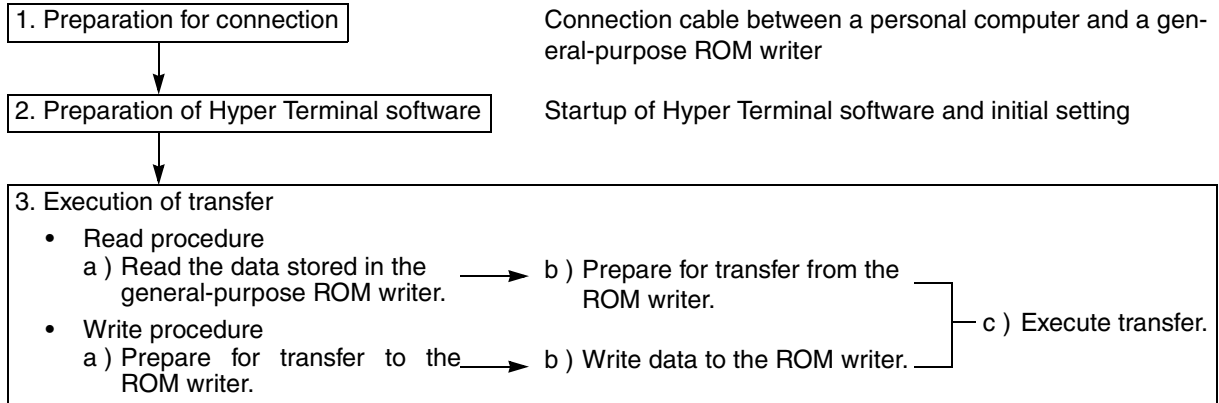 1. Preparation for connection
Connection cable between a personal computer and a gen-
eral-purpose ROM writer
2. Preparation of Hyper Terminal software
Startup of Hyper Terminal software and initial setting
3. Execution of transfer
• Read procedure
a ) Read the data stored in the
general-purpose ROM writer.
b ) Prepare for transfer from the
ROM writer.
• Write procedure
a ) Prepare for transfer to the
ROM writer.
b ) Write data to the ROM writer.
c ) Execute transfer.